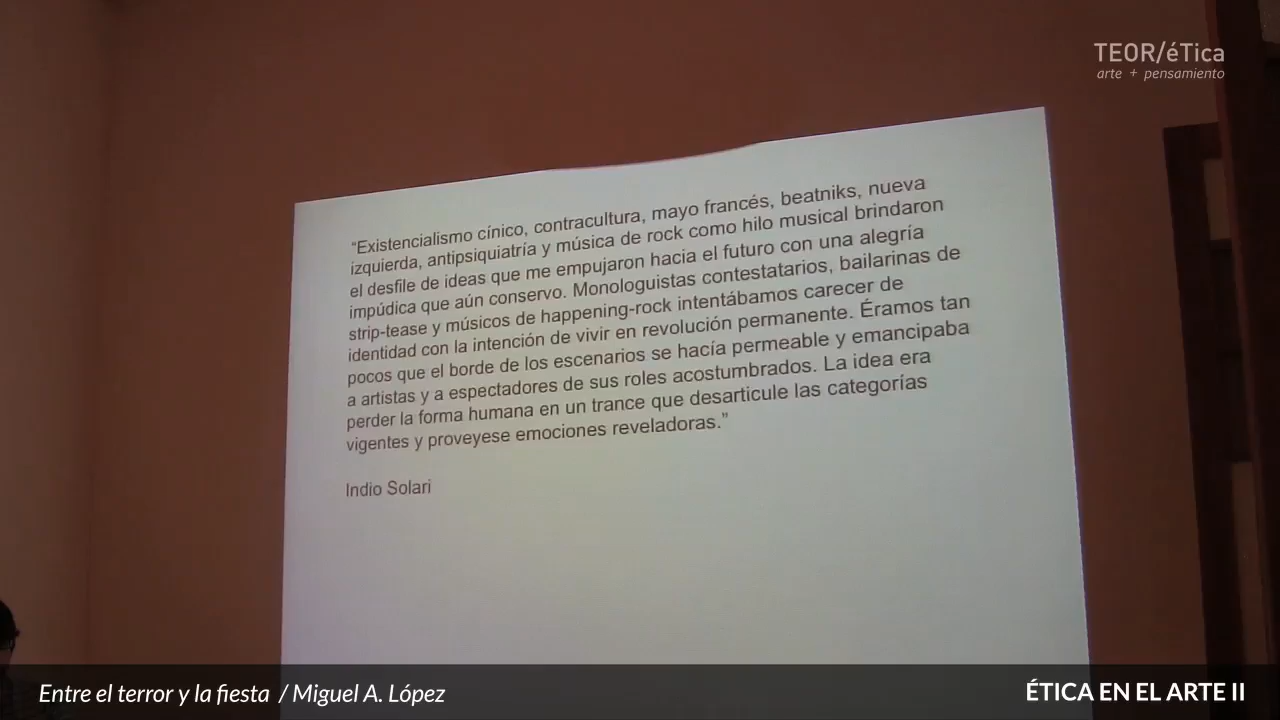 TEOR/éTica
arte + pensamiento
“Existencialismo cínico, contracultura, mayo francés, beatniks, nueva
izquierda, antipsiquiatría y música de rock como hilo musical brindaron
el desfile de ideas que me empujaron hacia el futuro con una alegría
impúdica que aún conservo. Monologuistas contestatarios, bailarinas de
strip-tease y músicos de happening-rock intentábamos carecer de
identidad con la intención de vivir en revolución permanente. Éramos tan
pocos que el borde de los escenarios se hacía permeable y emancipaba
a artistas y a espectadores de sus roles acostumbrados. La idea era
perder la forma humana en un trance que desarticule las categorías
vigentes y proveyese emociones reveladoras.”
Indio Solari
Entre el terror y la fiesta / Miguel A. López
ÉTICA EN EL ARTE II